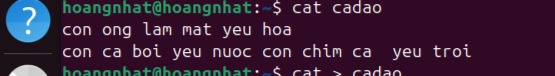 ?
hoangnhat@hoangnhat:~$ cat cadao
con ong lam mat yeu hoa
con ca boi yeu nuoc con chim ca  yeu troi
hoangnhat@hoangnhat:~$ cat > cadao